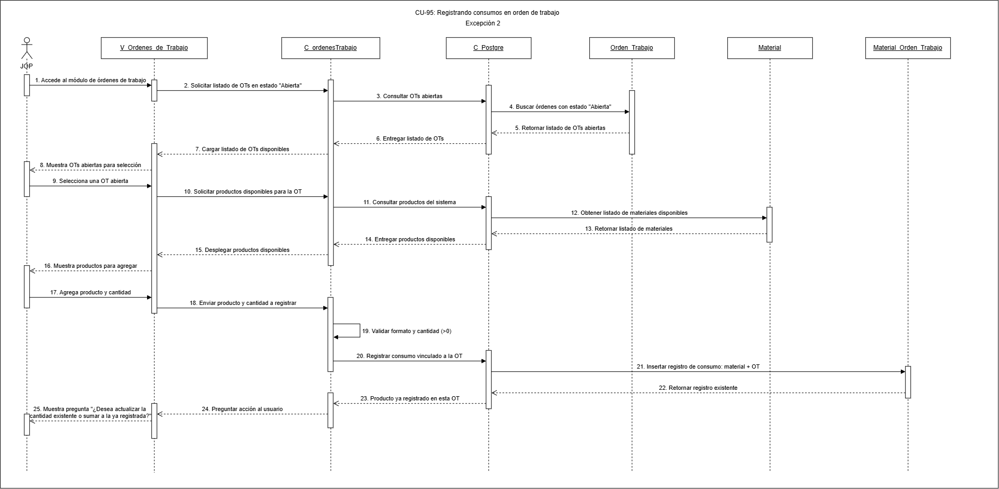 CU-95: Registrando consumos en orden de trabajo
Excepción 2
JOP
V_Ordenes_de_Trabajo
C_ordenesTrabajo
C_Postgre
Orden_Trabajo
Material
Material_Orden_Trabajo
1. Accede al módulo de órdenes de trabajo
2. Solicitar listado de OTs en estado "Abierta"
3. Consultar OTs abiertas
4. Buscar órdenes con estado "Abierta"
5. Retornar listado de OTs abiertas
6. Entregar listado de OTs
7. Cargar listado de OTs disponibles
8. Muestra OTs abiertas para selección
9. Selecciona una OT abierta
10. Solicitar productos disponibles para la OT
11. Consultar productos del sistema
12. Obtener listado de materiales disponibles
13. Retornar listado de materiales
14. Entregar productos disponibles
15. Desplegar productos disponibles
16. Muestra productos para agregar
17. Agrega producto y cantidad
18. Enviar producto y cantidad a registrar
19. Validar formato y cantidad (>0)
20. Registrar consumo vinculado a la OT
21. Insertar registro de consumo: material + OT
22. Retornar registro existente
23. Producto ya registrado en esta OT
24. Preguntar acción al usuario
25. Muestra pregunta "¿Desea actualizar la
cantidad existente o sumar a la ya registrada?"